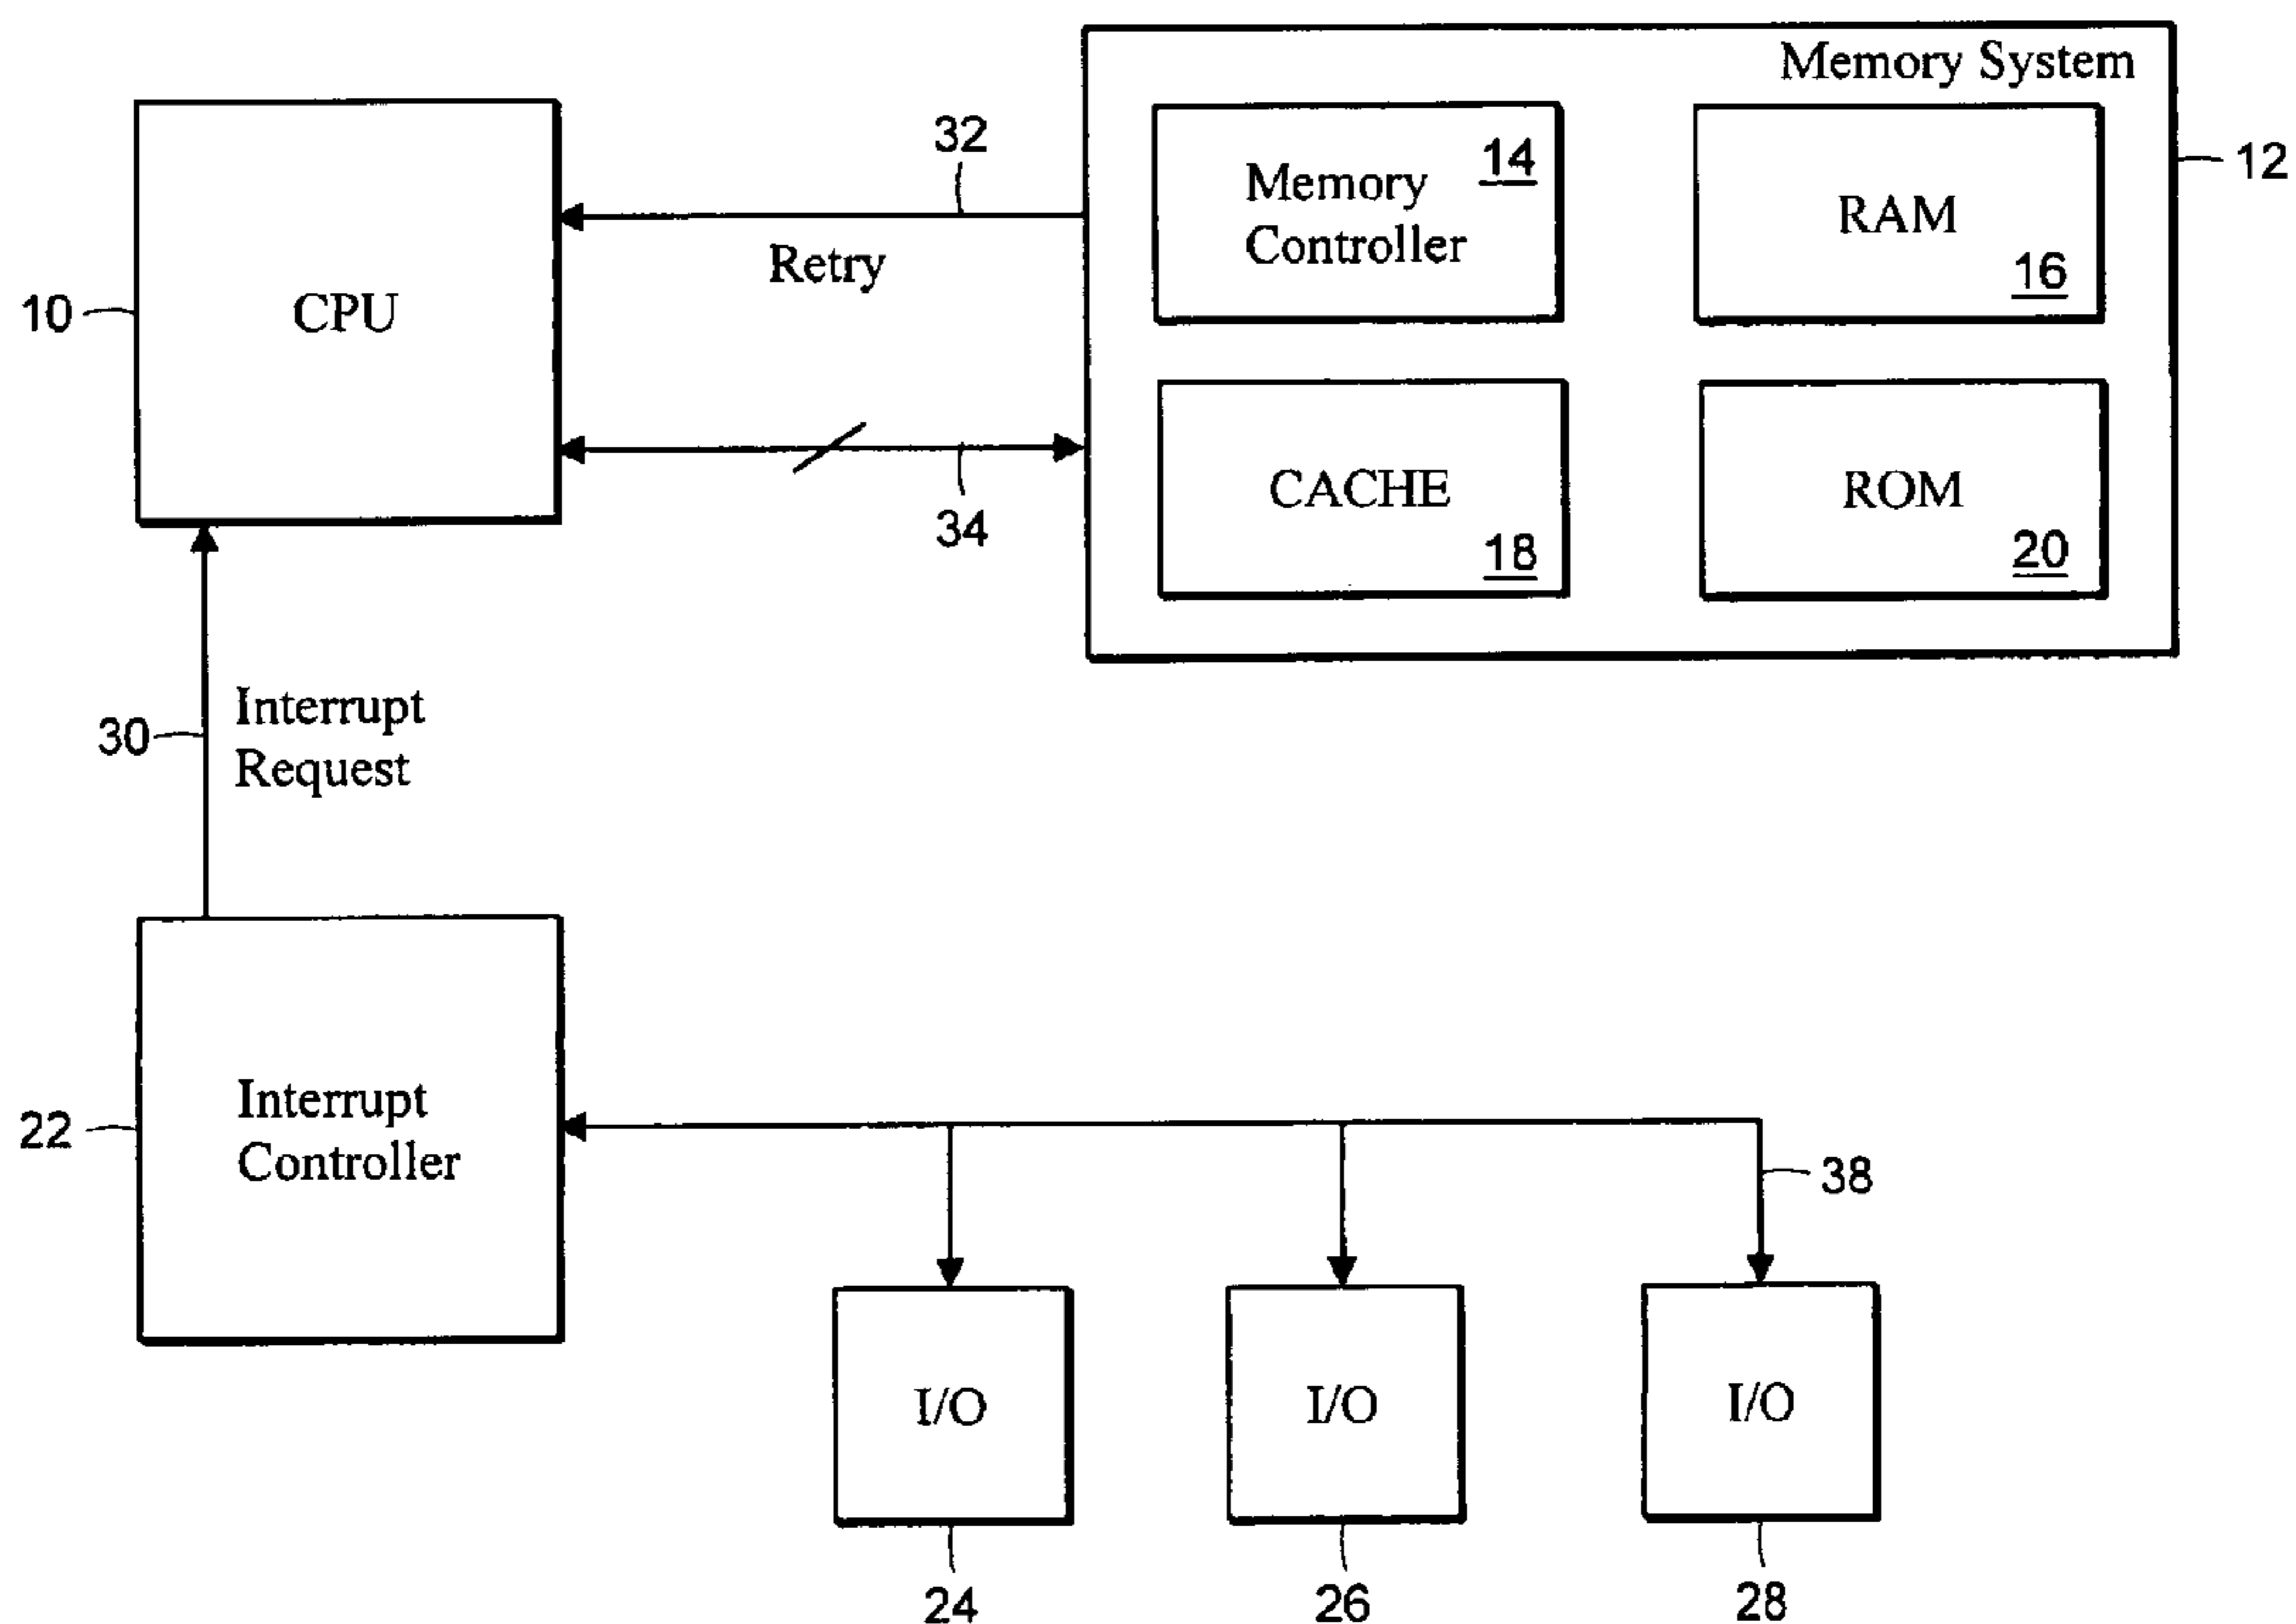 Memory System
12
32
Memory
Controller
14
RAM
16
Retry
10
CPU
CACHE
18
ROM
20
34
30
Interrupt
Request
22
Interrupt
Controller
38
I/O
I/O
I/O
24
26
28